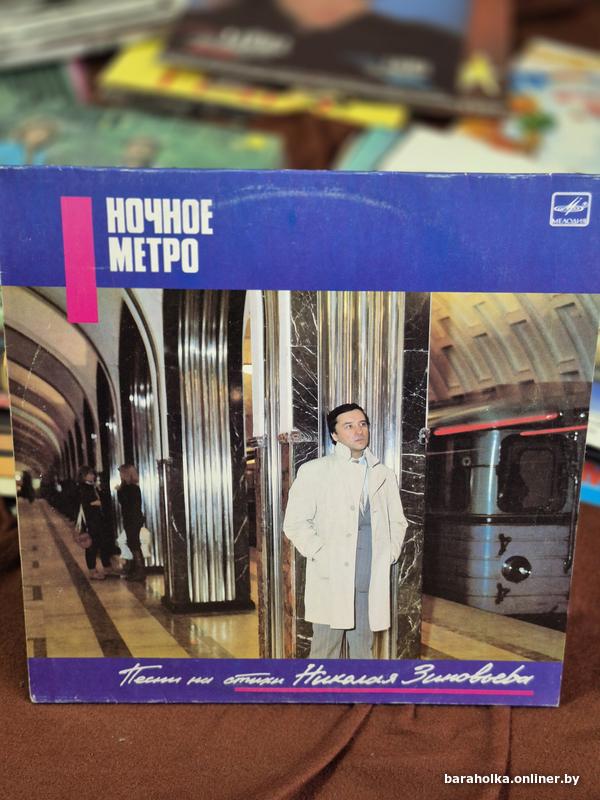 НОЧНОЕ
МЕТРО
МЕЛОДИЯ
Песни на стихи Николая Зиновьева
baraholka.onliner.by